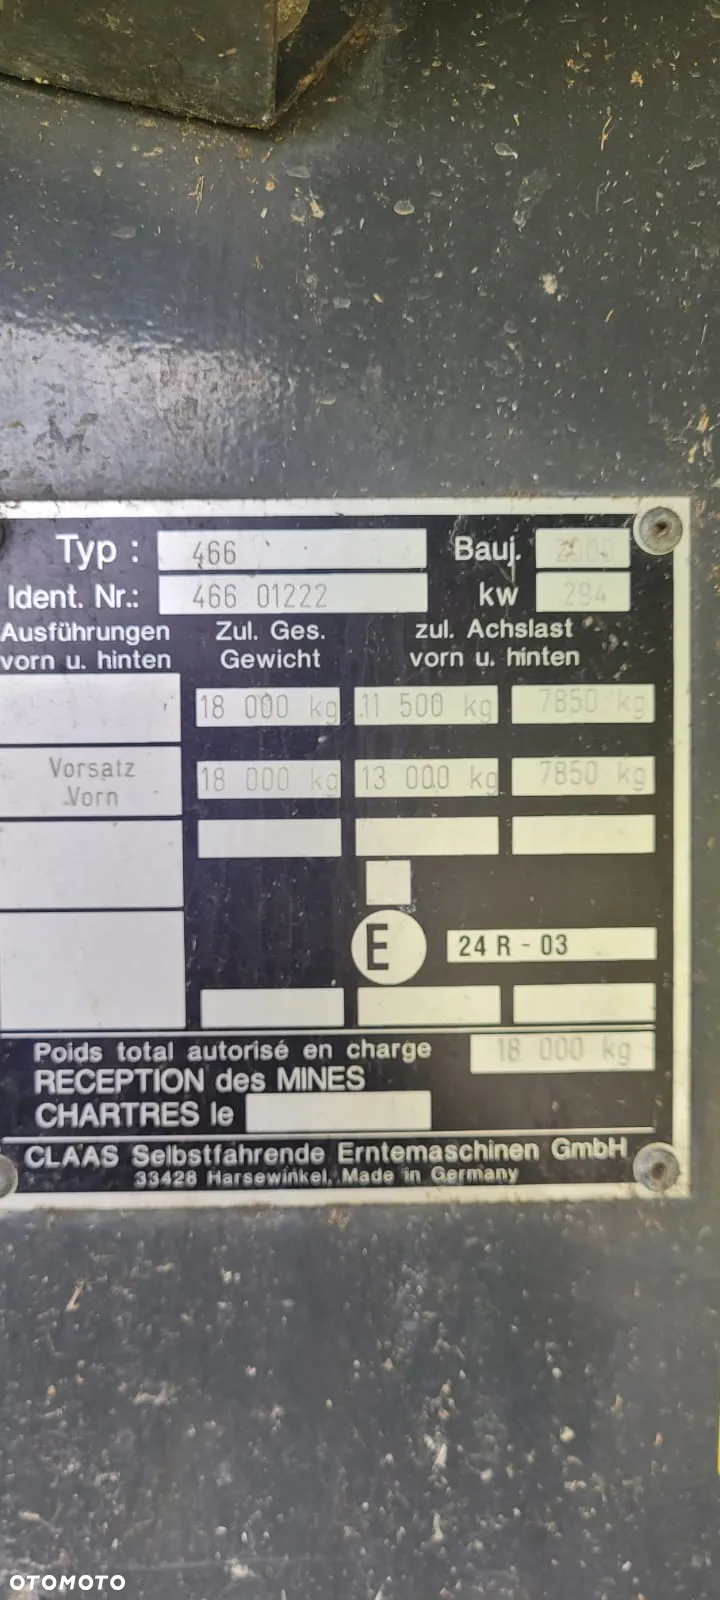 Typ : 466 Bauj. 2000
Ident. Nr.: 466 01222 kw 294
Ausführungen Zul. Ges. zul. Achslast
vorn u. hinten Gewicht vorn u. hinten
18 000 kg 11 500 kg 7850 kg
Vorsatz
Vorn
18 000 kg 13 000 kg 7850 kg
E 24 R - 03
Poids total autorisé en charge 18 000 kg
RECEPTION des MINES
CHARTRES le
CLAAS Selbstfahrende Erntemaschinen GmbH
33428 Harsewinkel, Made in Germany
OTOMOTO